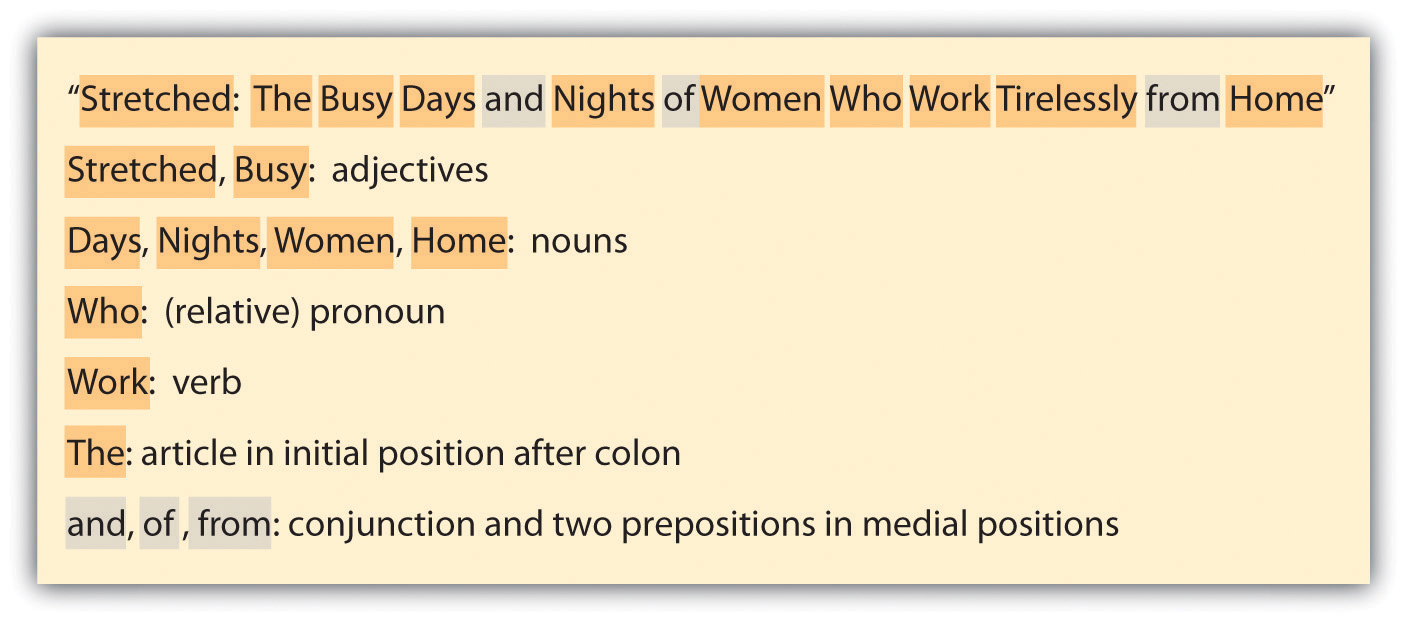 “Stretched: The Busy Days and Nights of Women Who Work Tirelessly from Home”
Stretched, Busy: adjectives
Days, Nights, Women, Home: nouns
Who: (relative) pronoun
Work: verb
The: article in initial position after colon
and, of , from: conjunction and two prepositions in medial positions